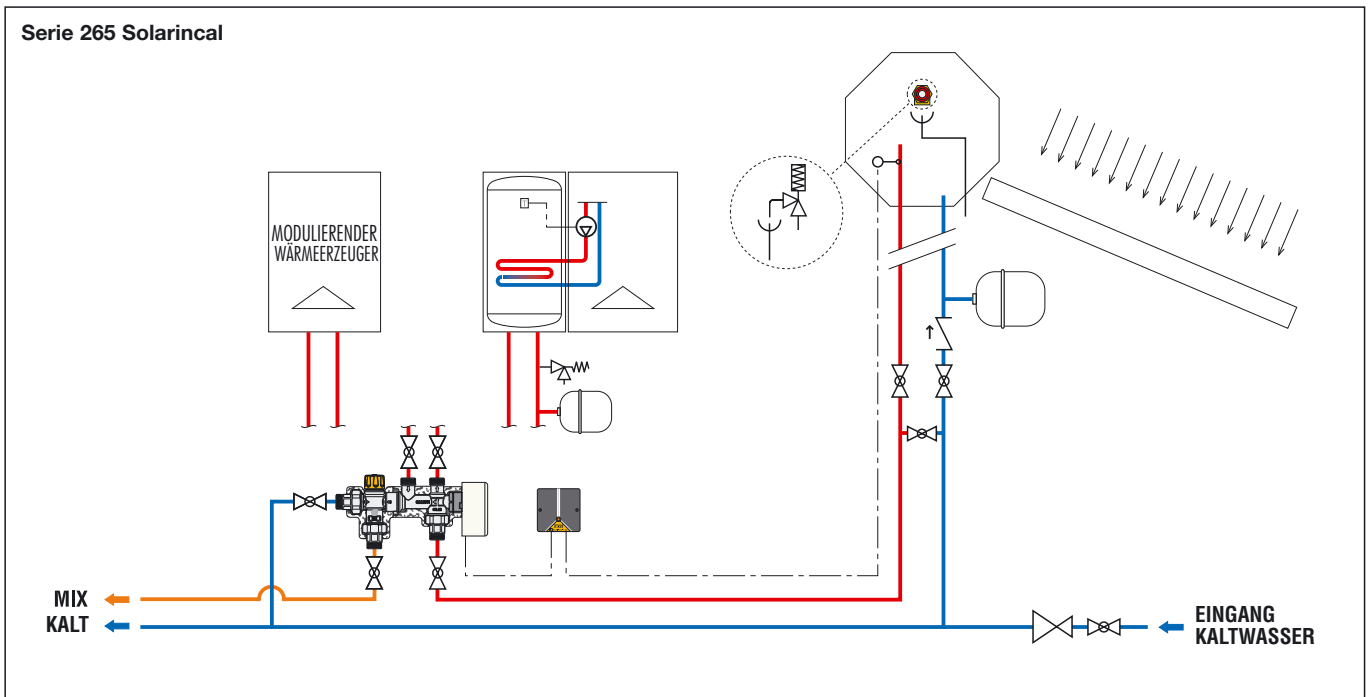 Serie 265 Solarincal
MODULIERENDER
WÄRMEERZEUGER
MIX
KALT
EINGANG
KALTWASSER